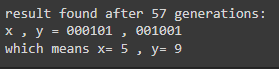 result found after 57 generations:
x , y = 000101 , 001001
which means x= 5 , y= 9